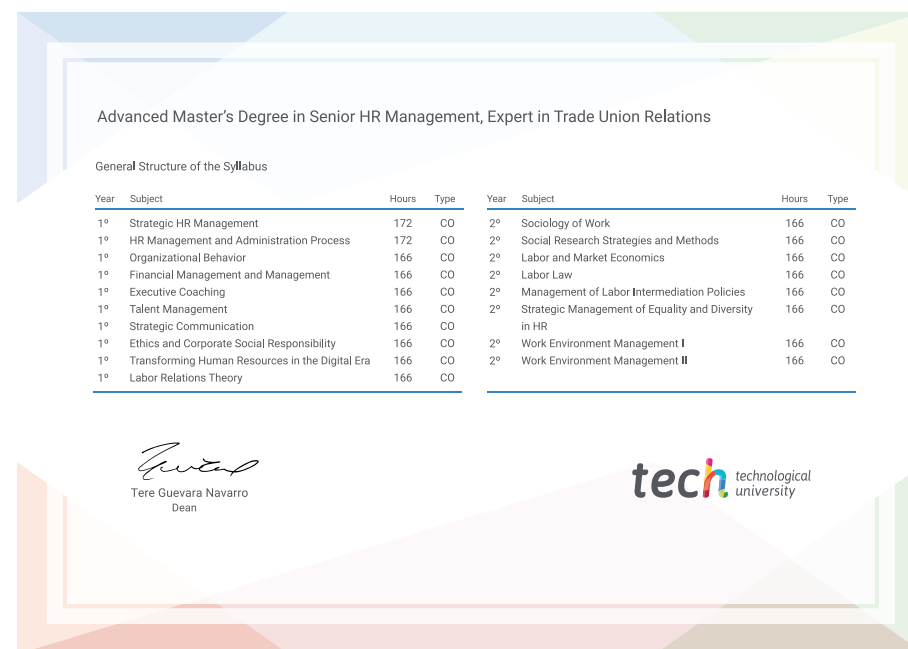 Advanced Master's Degree in Senior HR Management, Expert in Trade Union Relations
General Structure of the Syllabus
Year Subject Hours Type
1º Strategic HR Management 172 CO
1º HR Management and Administration Process 172 CO
1º Organizational Behavior 166 CO
1º Financial Management and Management 166 CO
1º Executive Coaching 166 CO
1º Talent Management 166 CO
1º Strategic Communication 166 CO
1º Ethics and Corporate Social Responsibility 166 CO
1º Transforming Human Resources in the Digital Era 166 CO
1º Labor Relations Theory 166 CO
Year Subject Hours Type
2º Sociology of Work 166 CO
2º Social Research Strategies and Methods 166 CO
2º Labor and Market Economics 166 CO
2º Labor Law 166 CO
2º Management of Labor Intermediation Policies 166 CO
2º Strategic Management of Equality and Diversity 166 CO
in HR
2º Work Environment Management I 166 CO
2º Work Environment Management II 166 CO
Tere Guevara Navarro
Dean
tech technological
university